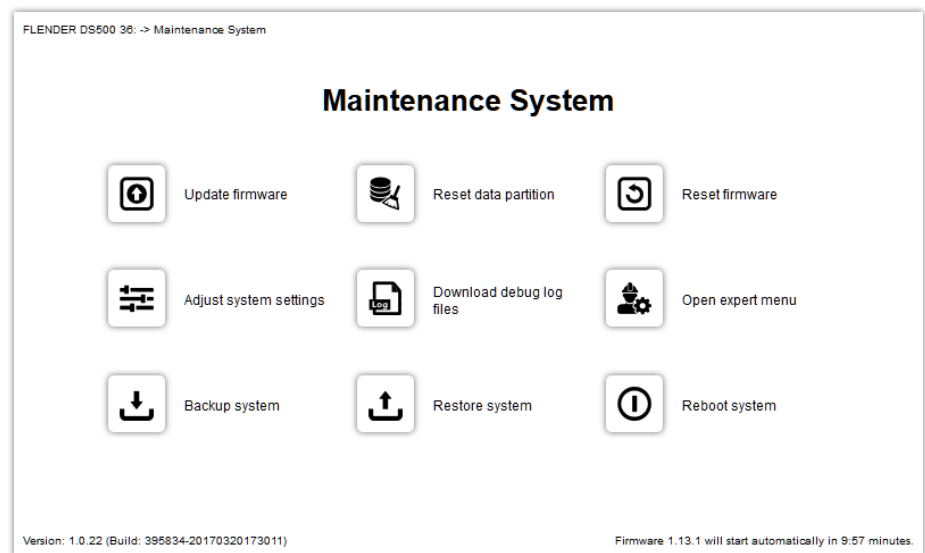 FLENDER DS500 36: -> Maintenance System
Maintenance System
Update firmware
Reset data partition
Reset firmware
Adjust system settings
Download debug log
files
Open expert menu
Log
Backup system
Restore system
Reboot system
Version: 1.0.22 (Build: 395834-20170320173011)
Firmware 1.13.1 will start automatically in 9:57 minutes.